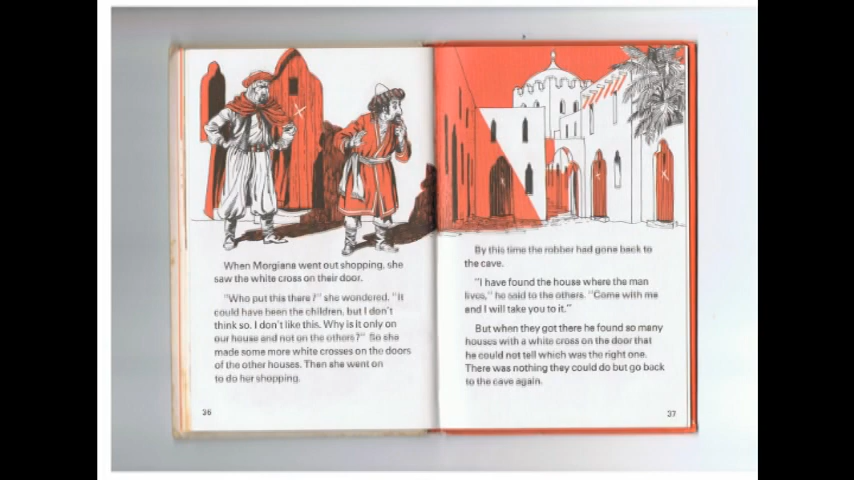 When Morgiana went out shopping, she
saw the white cross on their door.
"Who put this there?" she wondered. "It
could have been the children, but I don't
think so. I don't like this. Why is it only on
our house and not on the others?" So she
made some more white crosses on the doors
of the other houses. Then she went on
to do her shopping.
36
By this time the robber had gone back to
the cave.
"I have found the house where the man
lives," he said to the others. "Come with me
and I will take you to it."
But when they got there he found so many
houses with a white cross on the door that
he could not tell which was the right one.
There was nothing they could do but go back
to the cave again.
37